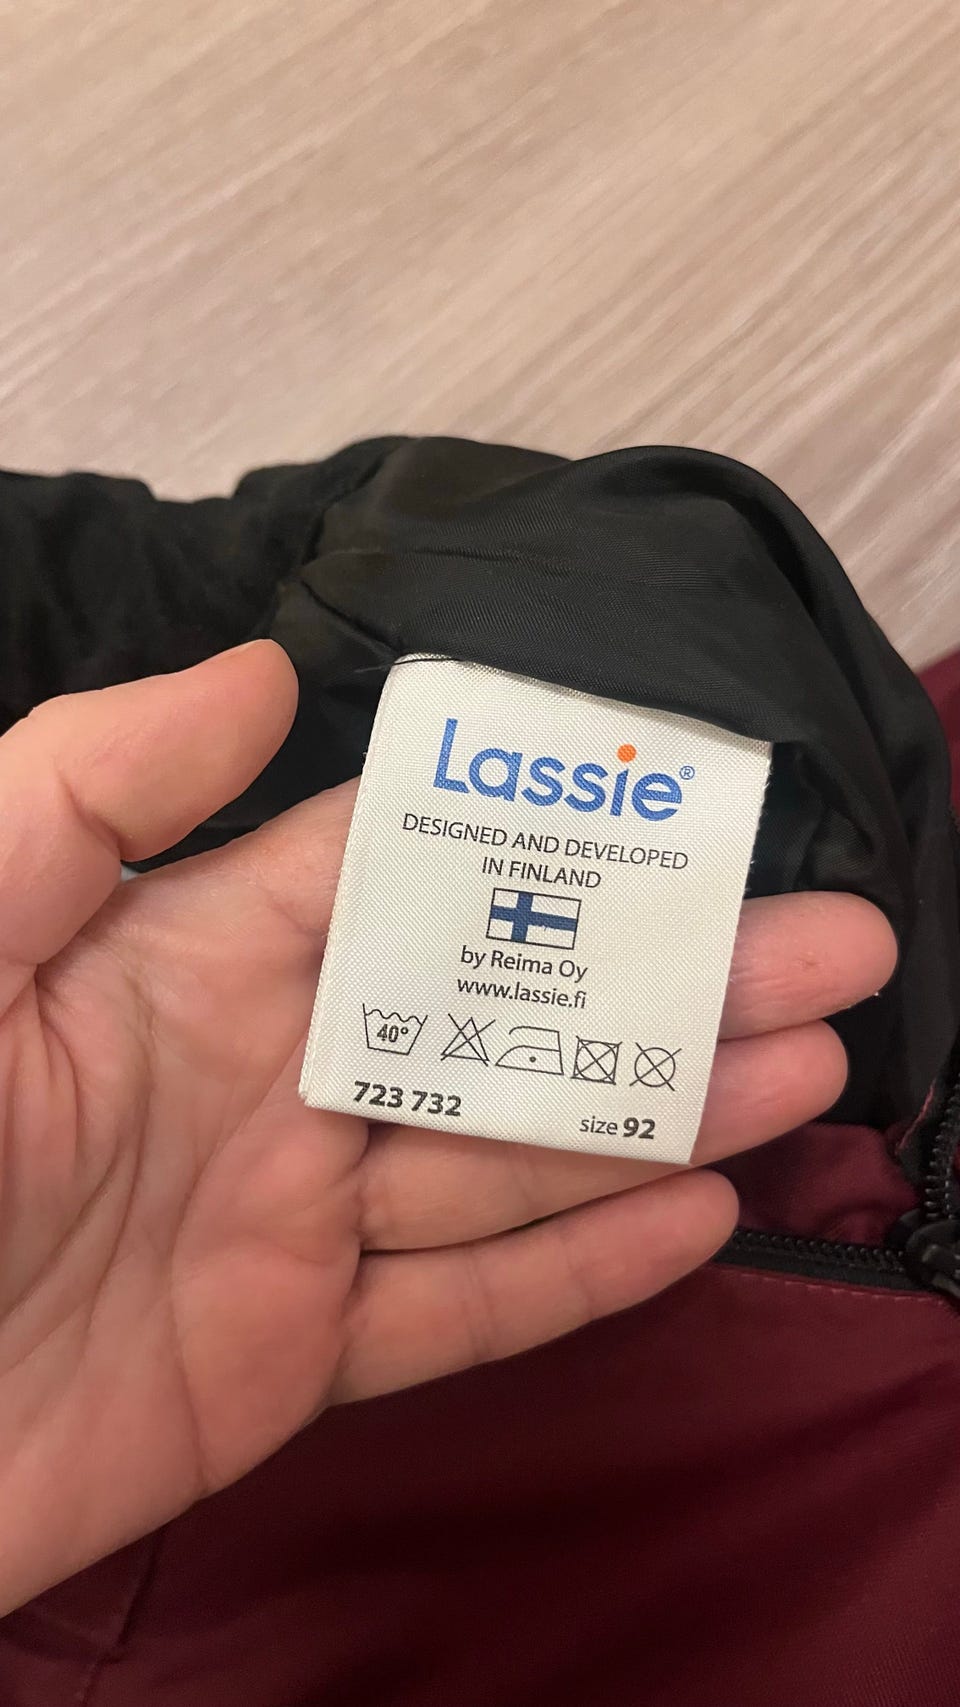 Lassie®
DESIGNED AND DEVELOPED
IN FINLAND
by Reima Oy
www.lassie.fi
40°
723 732
size 92